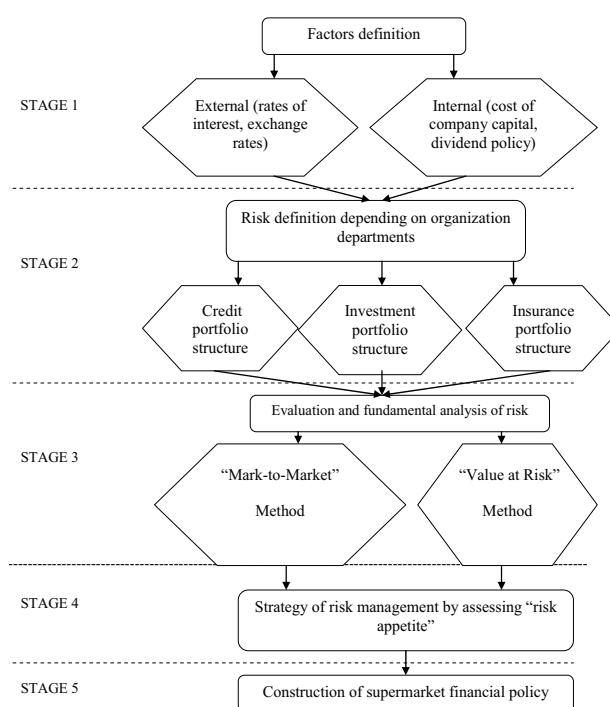 Factors definition
STAGE 1
External (rates of
interest, exchange
rates)
Internal (cost of
company capital,
dividend policy)
Risk definition depending on organization
departments
STAGE 2
Credit
portfolio
structure
Investment
portfolio
structure
Insurance
portfolio
structure
Evaluation and fundamental analysis of risk
STAGE 3
“Mark-to-Market”
Method
“Value at Risk”
Method
STAGE 4
Strategy of risk management by assessing “risk
appetite”
STAGE 5
Construction of supermarket financial policy